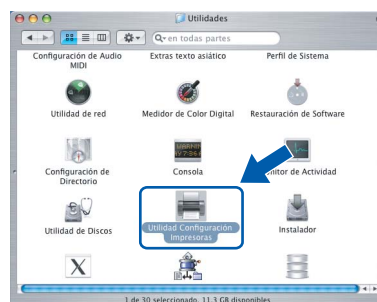 Utilidades
en todas partes
Configuración de Audio MIDI
Extras texto asiático
Perfil de Sistema
Utilidad de red
Medidor de Color Digital
Restauración de Software
Configuración de Directorio
Consola
nitor de Actividad
Utilidad de Discos
Utilidad Configuración Impresoras
Instalador
1 de 30 seleccionado, 11,3 GB disponibles